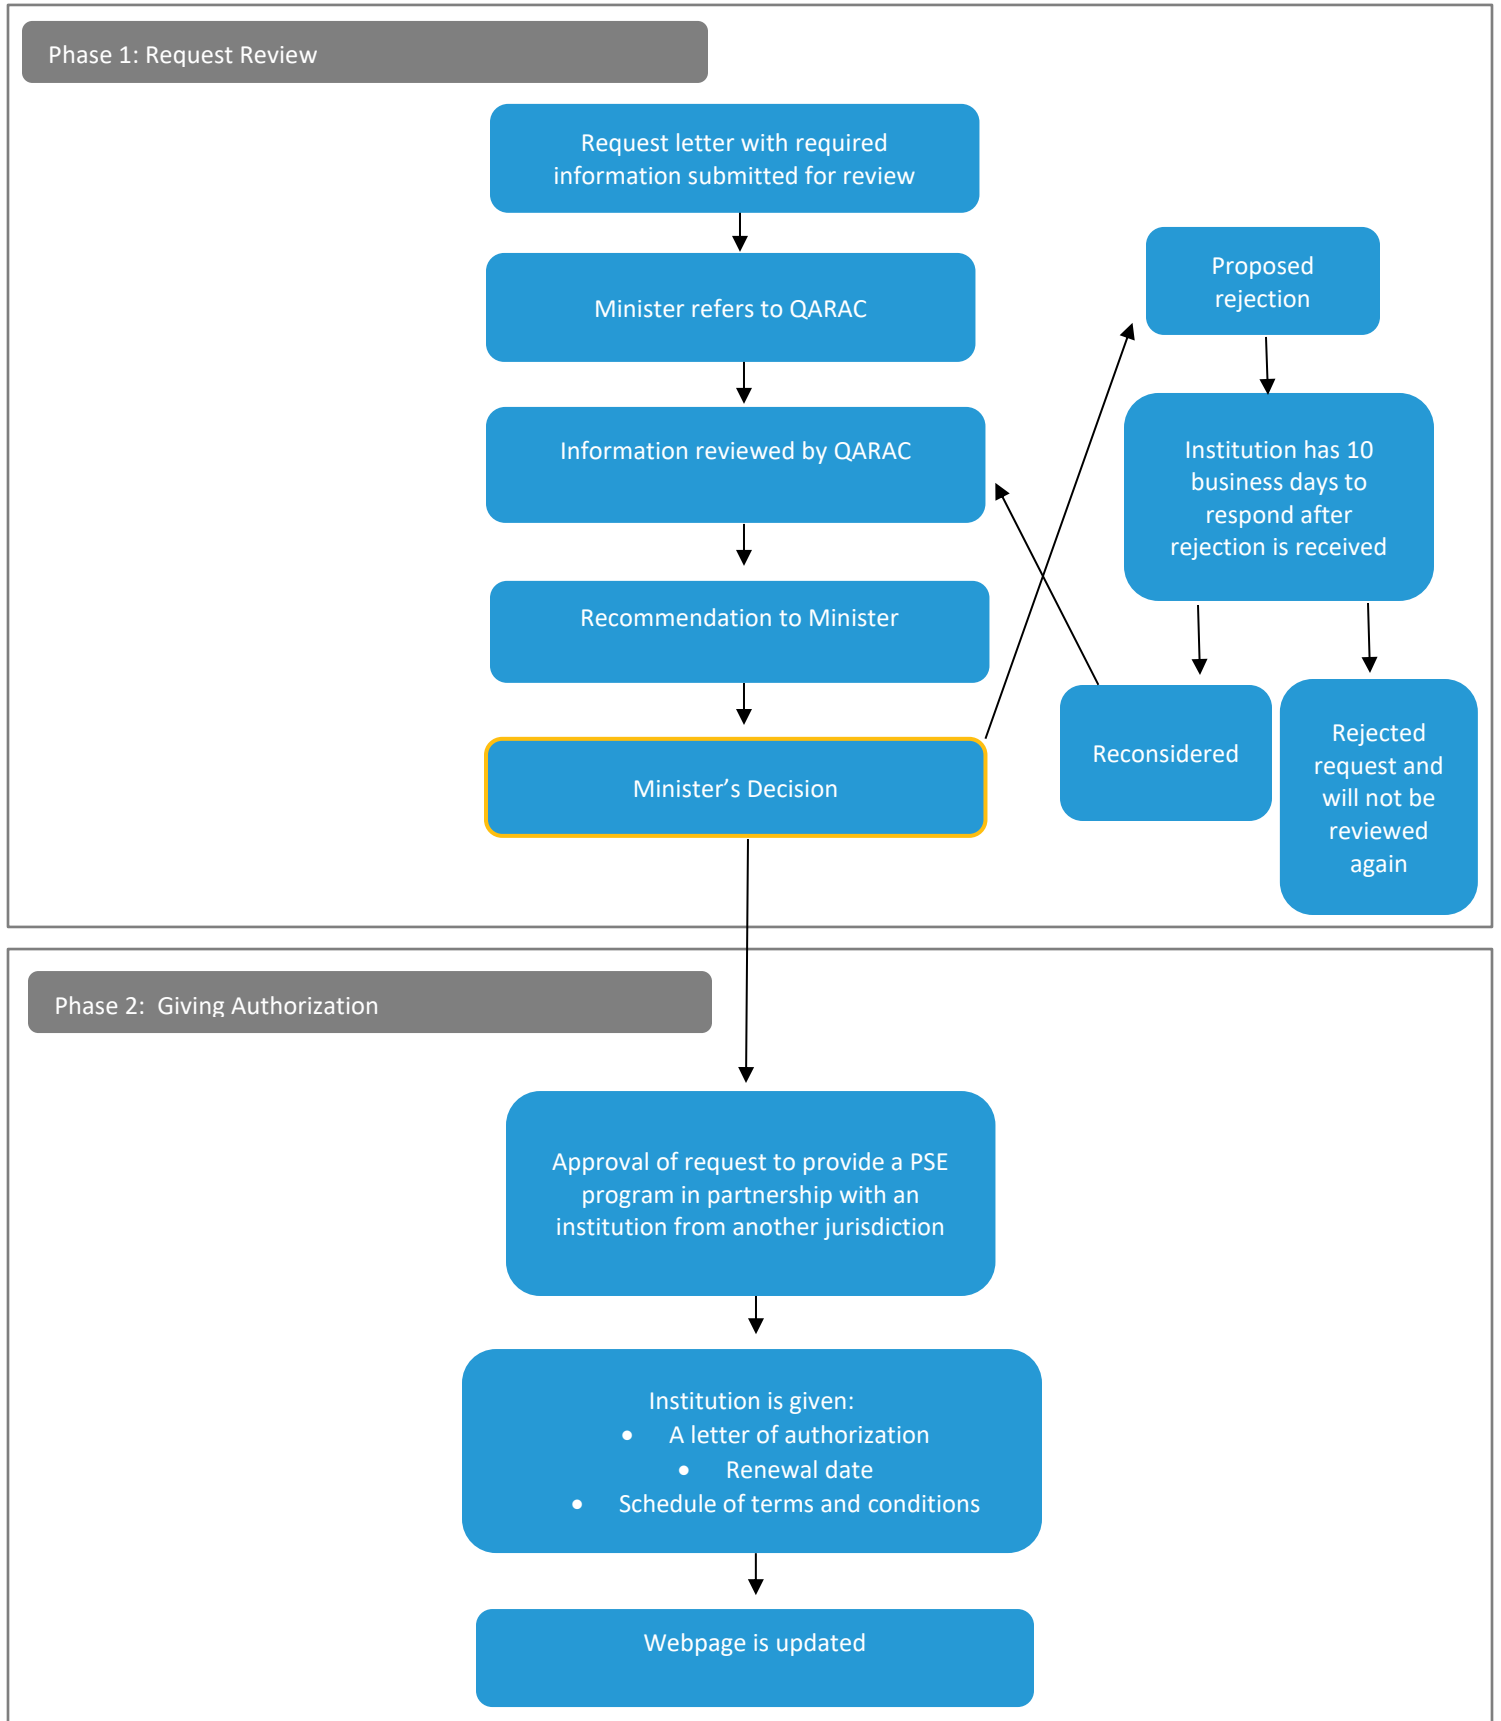 Phase 1: Request Review
Request letter with required
information submitted for review
Minister refers to QARAC
Information reviewed by QARAC
Recommendation to Minister
Minister’s Decision
Proposed
rejection
Institution has 10
business days to
respond after
rejection is received
Reconsidered
Rejected
request and
will not be
reviewed
again
Phase 2:  Giving Authorization
Approval of request to provide a PSE
program in partnership with an
institution from another jurisdiction
Institution is given:
• A letter of authorization
• Renewal date
• Schedule of terms and conditions
Webpage is updated